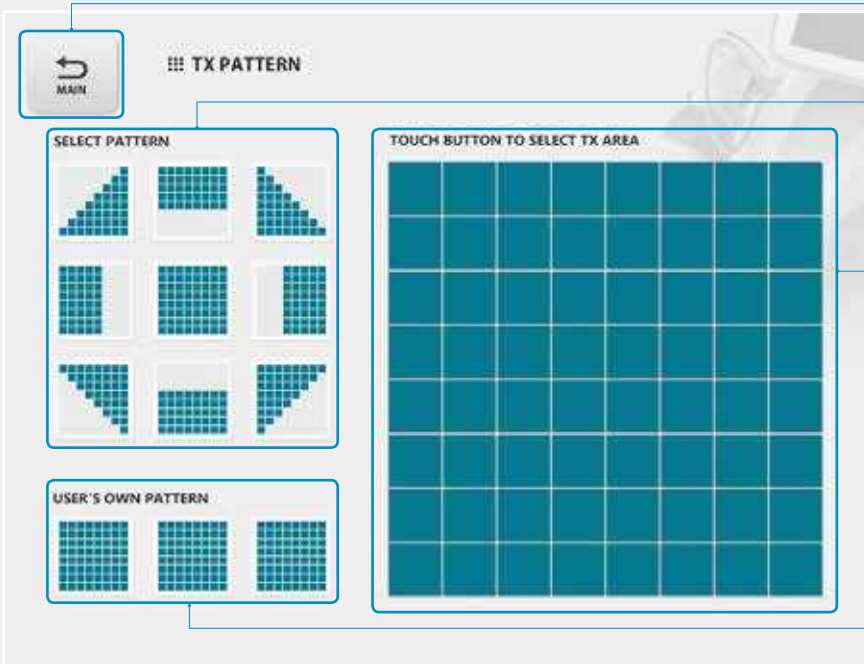 MAIN
TX PATTERN
SELECT PATTERN
TOUCH BUTTON TO SELECT TX AREA
USER'S OWN PATTERN